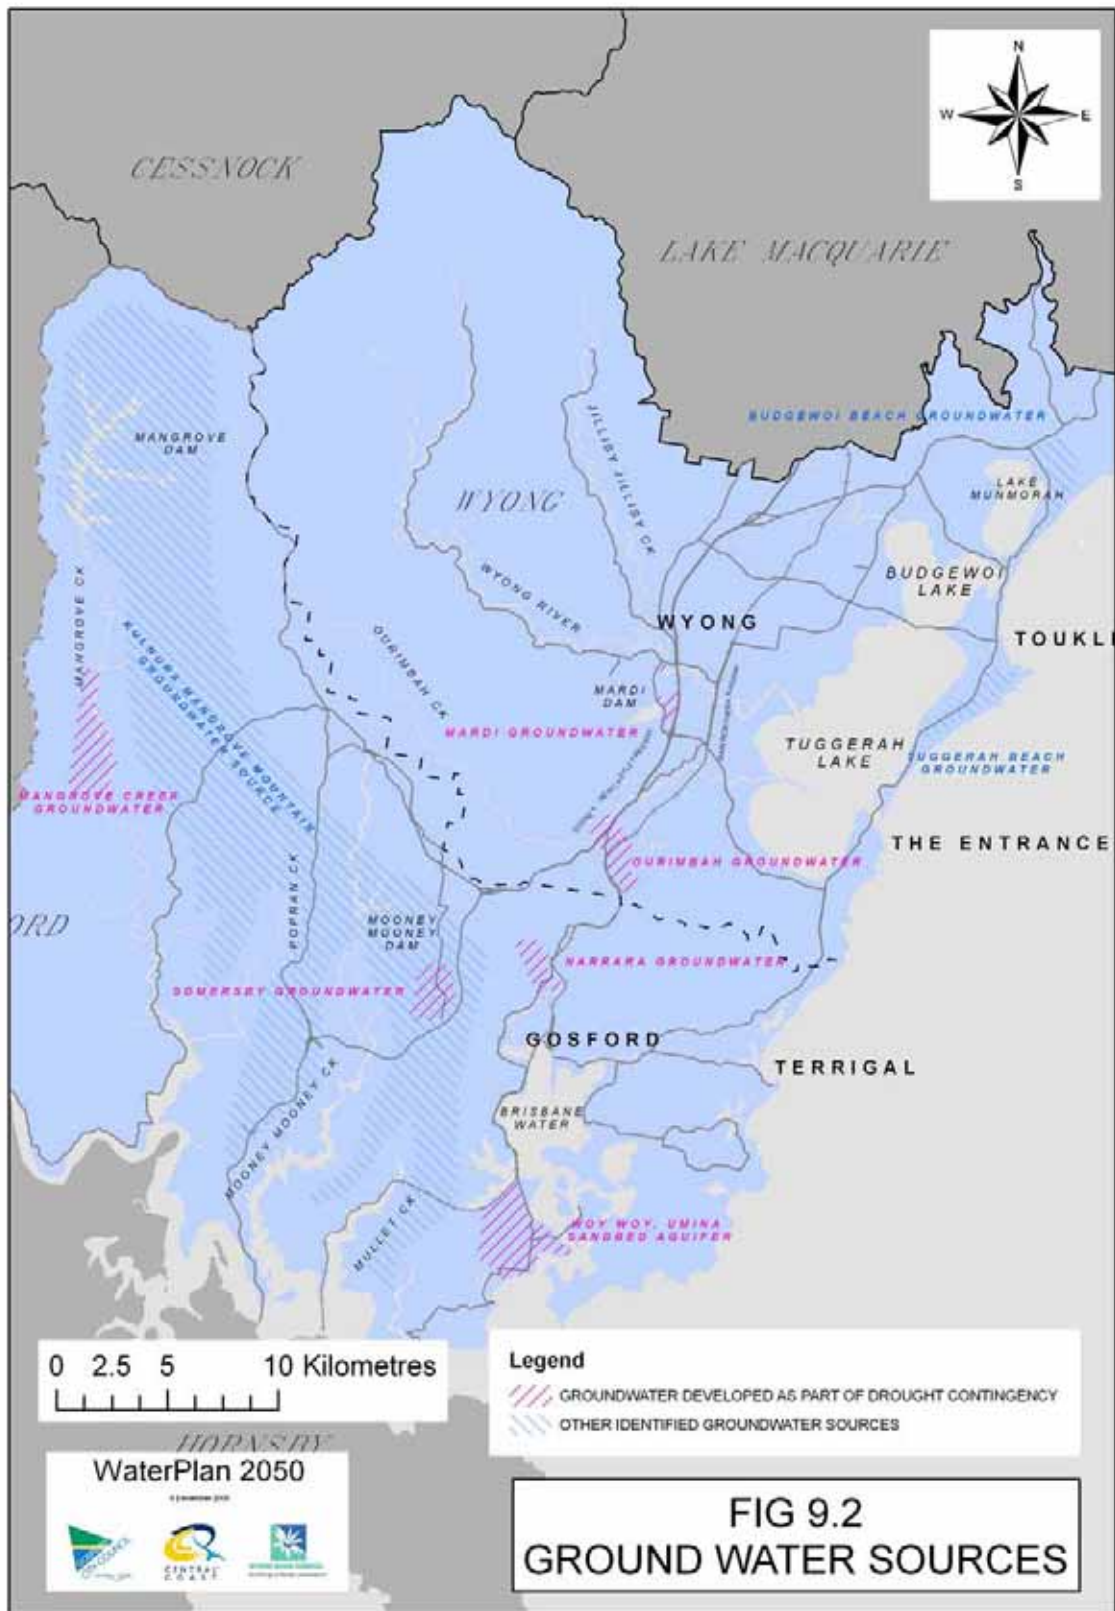 N
W
E
S
CESSNOCK
LAKE MACQUARIE
BUDGEWOI BEACH GROUNDWATER
MANGROVE
DAM
LAKE
MUNMORAH
JILLIBY JILLIBY CK
WYONG
BUDGEWOI
LAKE
WYONG RIVER
MANGROVE CK
WYONG
TOUKLE
OURIMBAH CK
KULNURA MANGROVE MOUNTAIN
GROUNDWATER SOURCE
MARDI
DAM
MARDI GROUNDWATER
TUGGERAH
LAKE
TUGGERAH BEACH
GROUNDWATER
MANGROVE CREEK
GROUNDWATER
THE ENTRANCE
OURIMBAH GROUNDWATER
POPRAN CK
ORD
MOONEY
MOONEY
DAM
NARRARA GROUNDWATER
SOMERSBY GROUNDWATER
GOSFORD
TERRIGAL
MOONEY MOONEY CK
BRISBANE
WATER
MULLET CK
WOY WOY, UMINA
SANDBED AQUIFER
0 2.5 5 10 Kilometres
Legend
GROUNDWATER DEVELOPED AS PART OF DROUGHT CONTINGENCY
OTHER IDENTIFIED GROUNDWATER SOURCES
HORNSBY
WaterPlan 2050
CENTRAL
COAST
FIG 9.2
GROUND WATER SOURCES